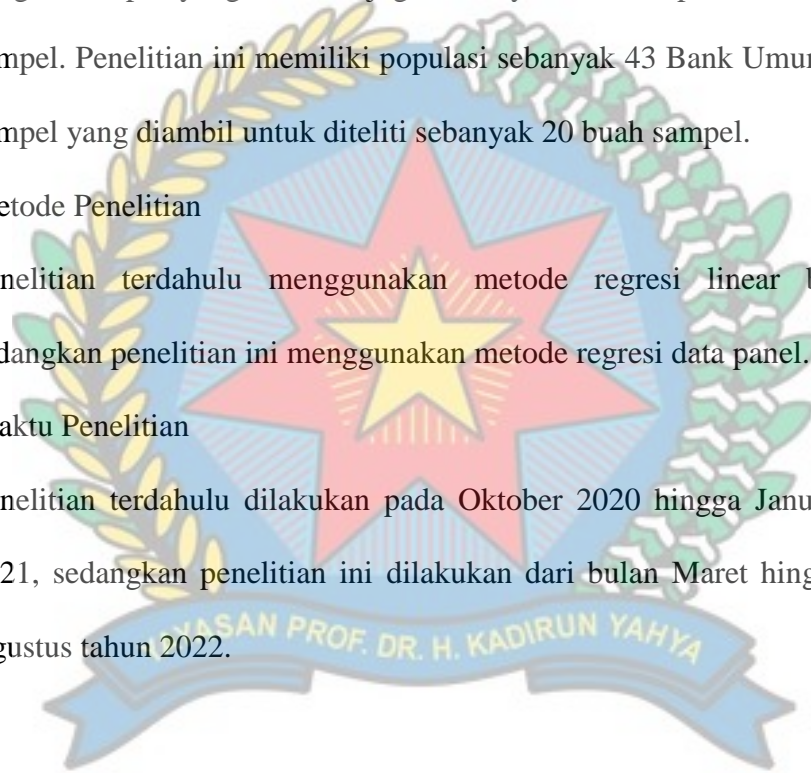 mpel. Penelitian ini memiliki populasi sebanyak 43 Bank Umu
mpel yang diambil untuk diteliti sebanyak 20 buah sampel.
etode Penelitian
nelitian terdahulu menggunakan metode regresi linear b
dangkan penelitian ini menggunakan metode regresi data panel.
aktu Penelitian
nelitian terdahulu dilakukan pada Oktober 2020 hingga Janu
21, sedangkan penelitian ini dilakukan dari bulan Maret hing
gustus tahun 2022.
YAYASAN PROF. DR. H. KADIRUN YAHYA